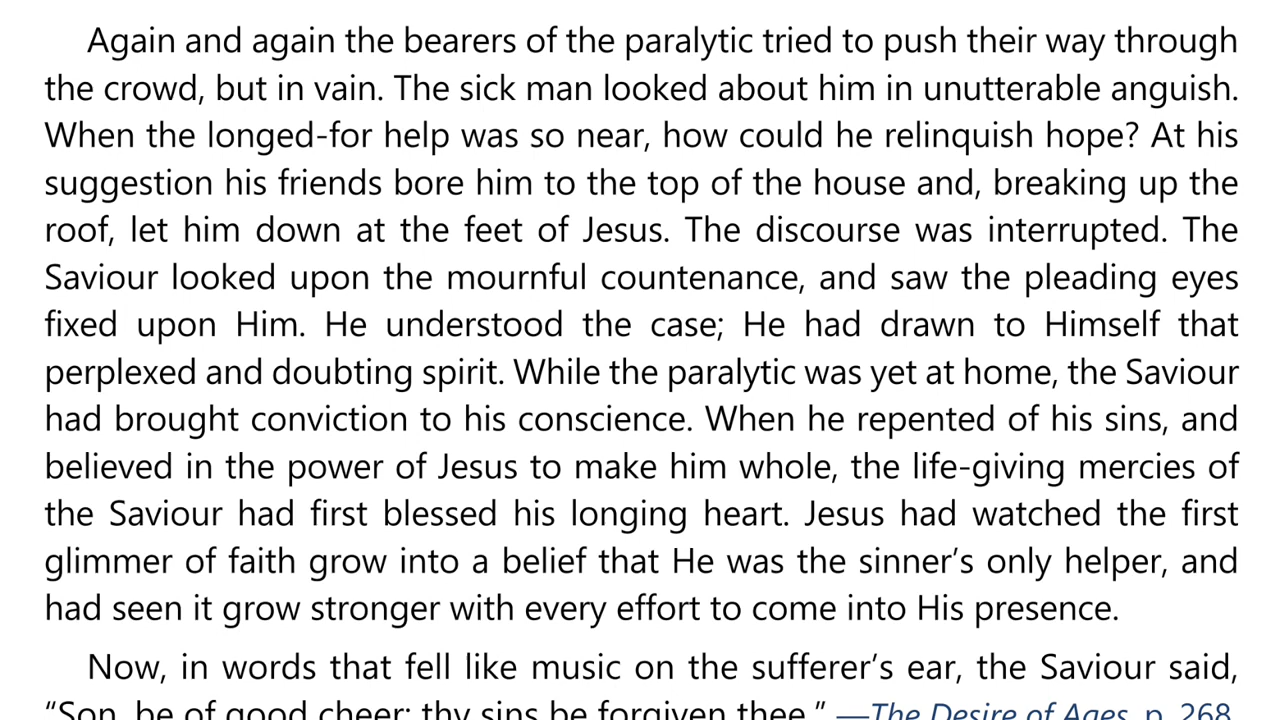 Again and again the bearers of the paralytic tried to push their way through
the crowd, but in vain. The sick man looked about him in unutterable anguish.
When the longed-for help was so near, how could he relinquish hope? At his
suggestion his friends bore him to the top of the house and, breaking up the
roof, let him down at the feet of Jesus. The discourse was interrupted. The
Saviour looked upon the mournful countenance, and saw the pleading eyes
fixed upon Him. He understood the case; He had drawn to Himself that
perplexed and doubting spirit. While the paralytic was yet at home, the Saviour
had brought conviction to his conscience. When he repented of his sins, and
believed in the power of Jesus to make him whole, the life-giving mercies of
the Saviour had first blessed his longing heart. Jesus had watched the first
glimmer of faith grow into a belief that He was the sinner’s only helper, and
had seen it grow stronger with every effort to come into His presence.
Now, in words that fell like music on the sufferer’s ear, the Saviour said,
“Son, be of good cheer; thy sins be forgiven thee.” —The Desire of Ages, p. 268.